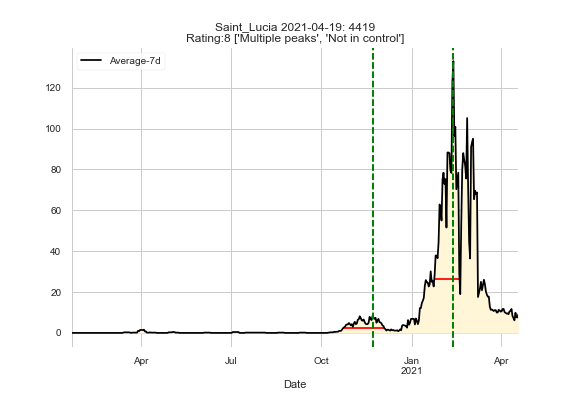 Saint_Lucia 2021-04-19: 4419
Rating:8 ['Multiple peaks', 'Not in control']
Average-7d
120
100
80
60
40
20
0
Apr
Jul
Oct
Jan
2021
Apr
Date